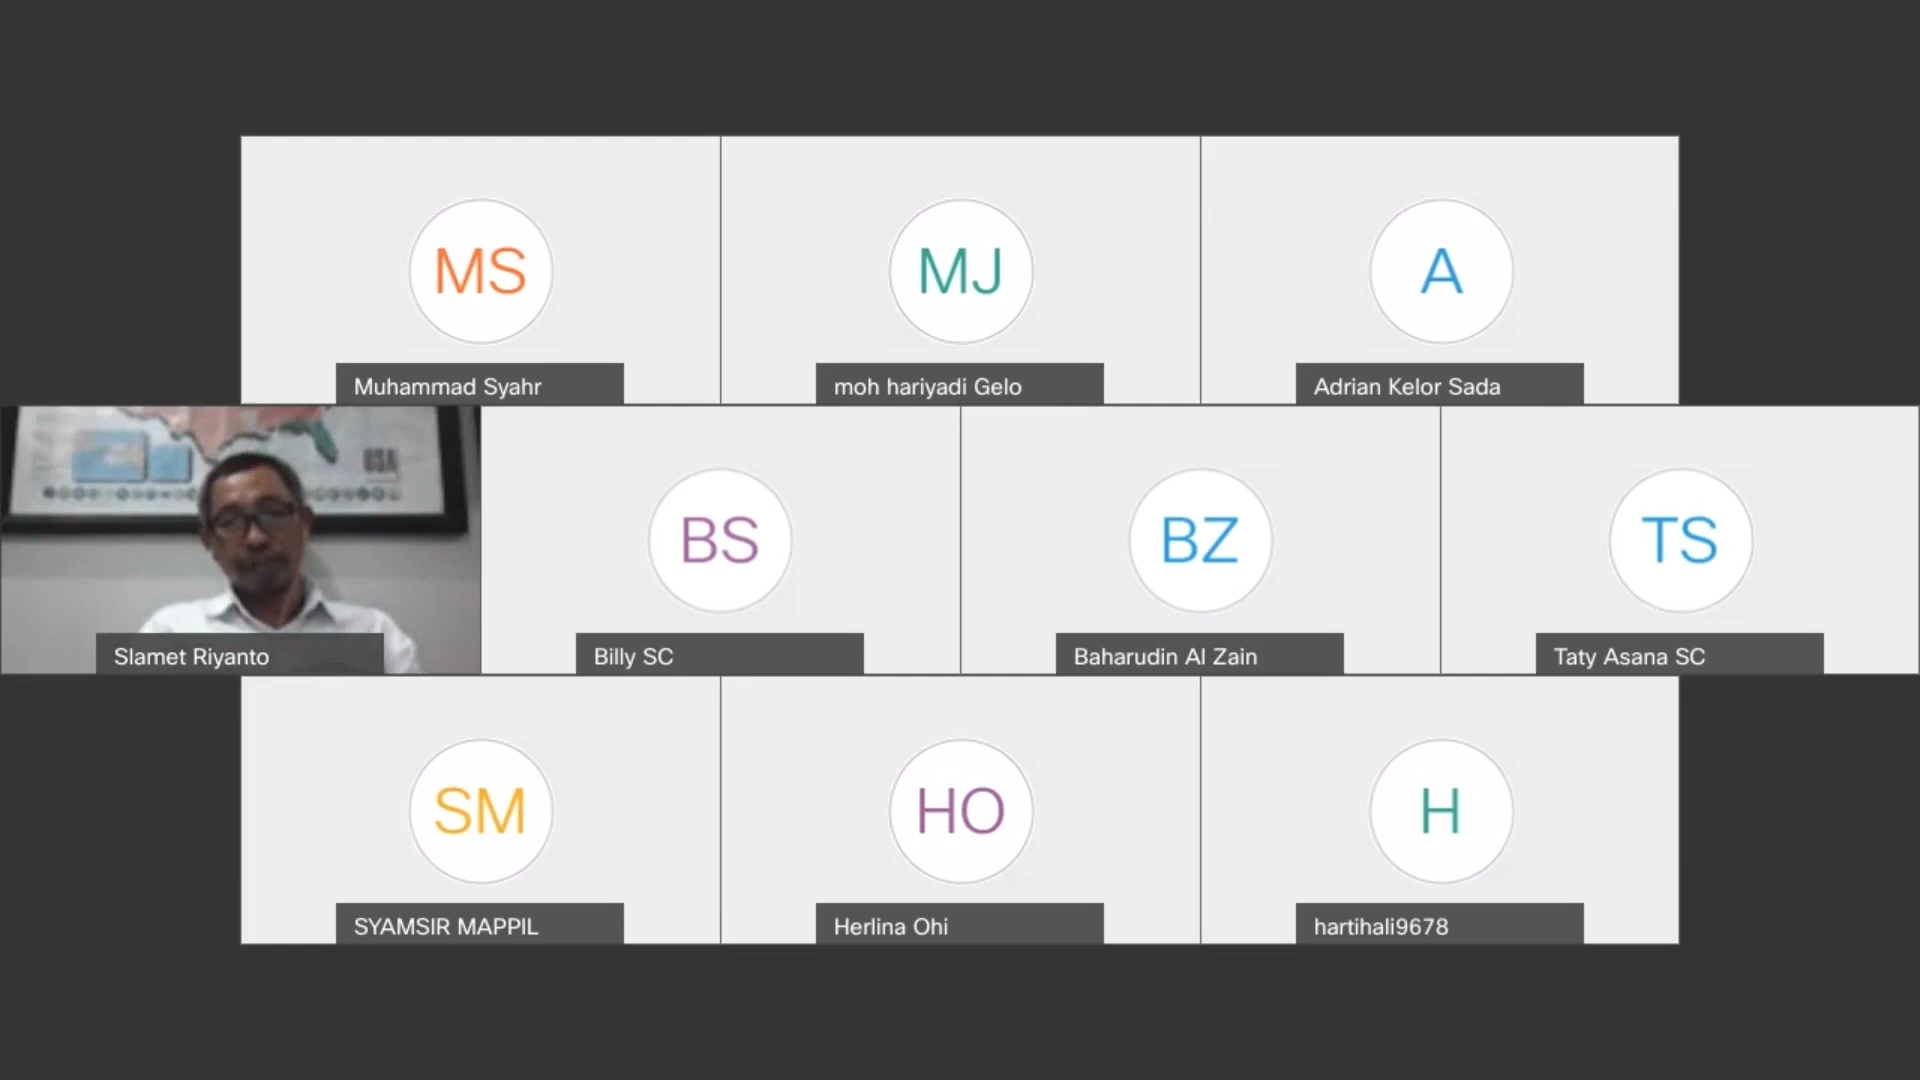 MS
MJ
A
Muhammad Syahr
moh hariyadi Gelo
Adrian Kelor Sada
USA
BS
BZ
TS
Slamet Riyanto
Billy SC
Baharudin Al Zain
Taty Asana SC
SM
HO
H
SYAMSIR MAPPIL
Herlina Ohi
hartihali9678